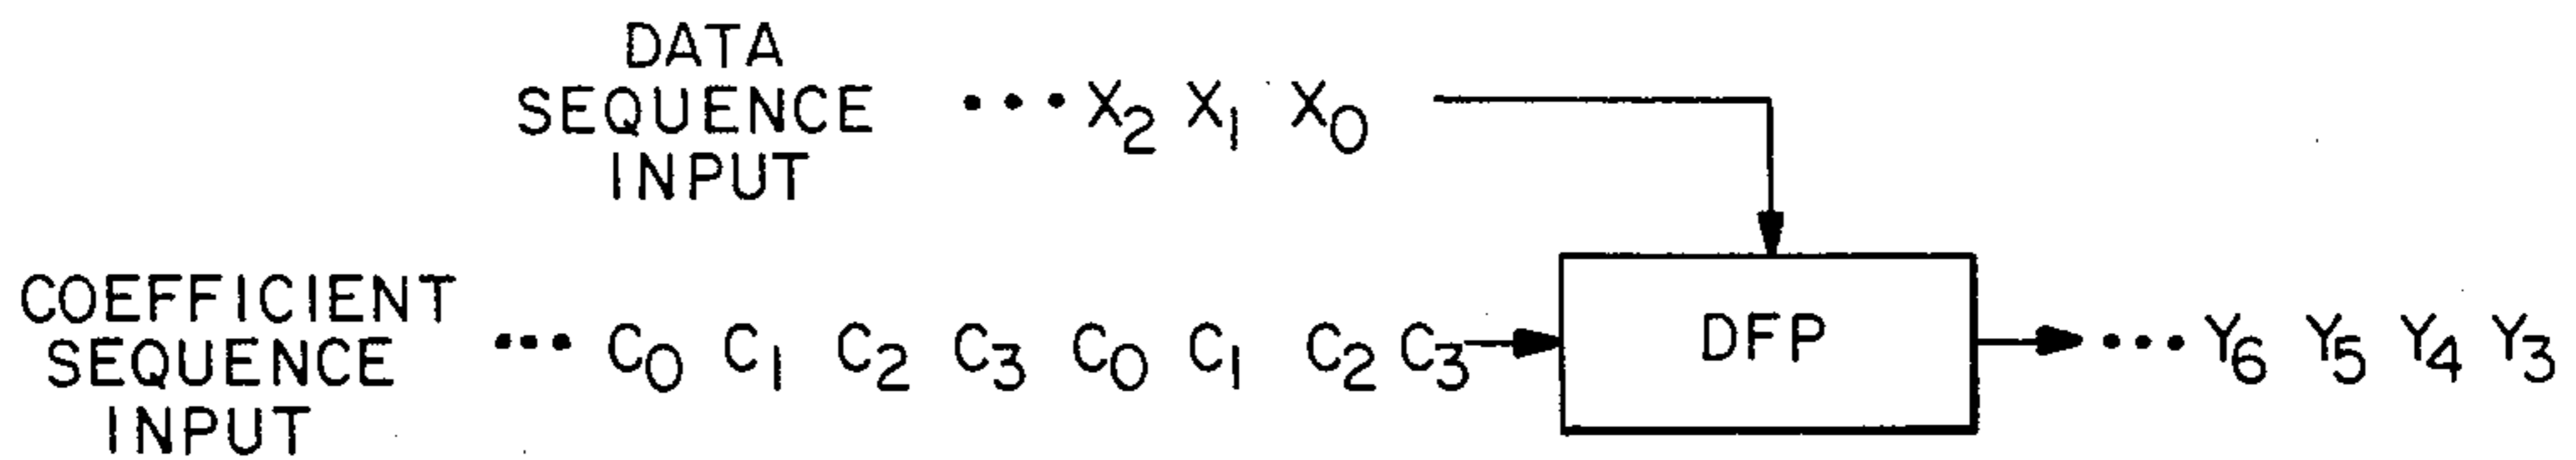 DATA
SEQUENCE
INPUT
••• X₂ X₁ X₀
COEFFICIENT
SEQUENCE
INPUT
••• C₀ C₁ C₂ C₃ C₀ C₁ C₂ C₃
DFP
••• Y₆ Y₅ Y₄ Y₃